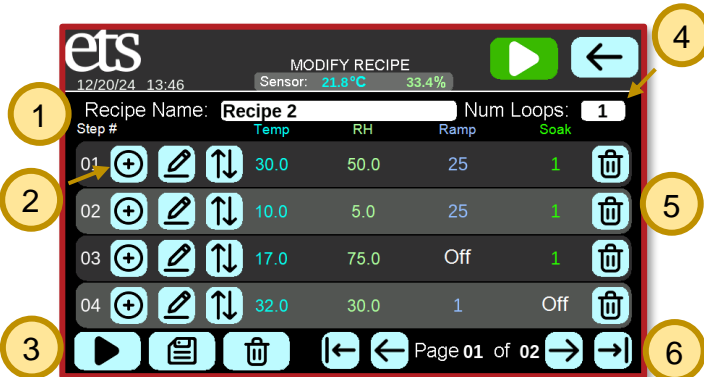 ets
MODIFY RECIPE
12/20/24 13:46
Sensor: 21.8°C 33.4%
Recipe Name: Recipe 2 Num Loops: 1
Step # Temp RH Ramp Soak
01 30.0 50.0 25 1
02 10.0 5.0 25 1
03 17.0 75.0 Off 1
04 32.0 30.0 1 Off
Page 01 of 02
1
2
3
4
5
6